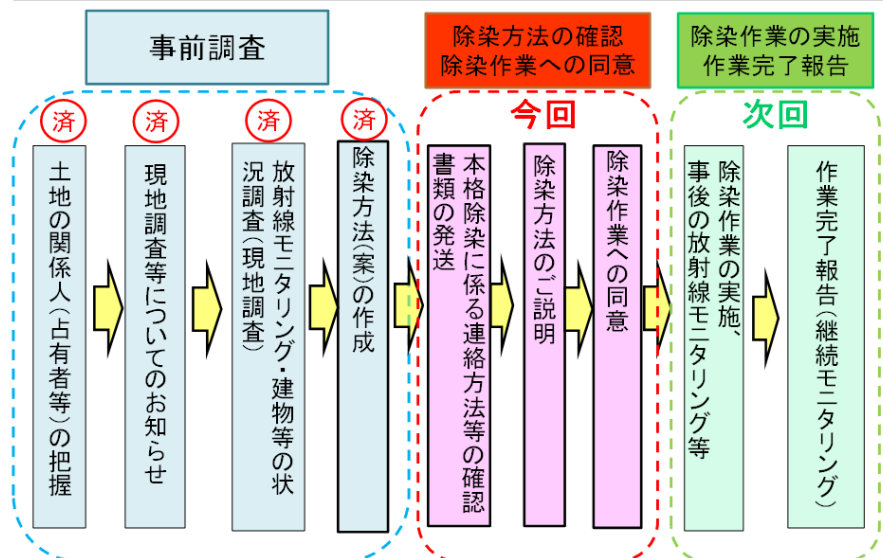 事前調査
除染方法の確認
除染作業への同意
除染作業の実施
作業完了報告
済
済
済
済
今回
次回
土地の関係人(占有者等)の把握
現地調査等についてのお知らせ
放射線モニタリング・建物等の状
況調査(現地調査)
除染方法(案)の作成
本格除染に係る連絡方法等の確認
書類の発送
除染方法のご説明
除染作業への同意
除染作業の実施、
事後の放射線モニタリング等
作業完了報告(継続モニタリング)